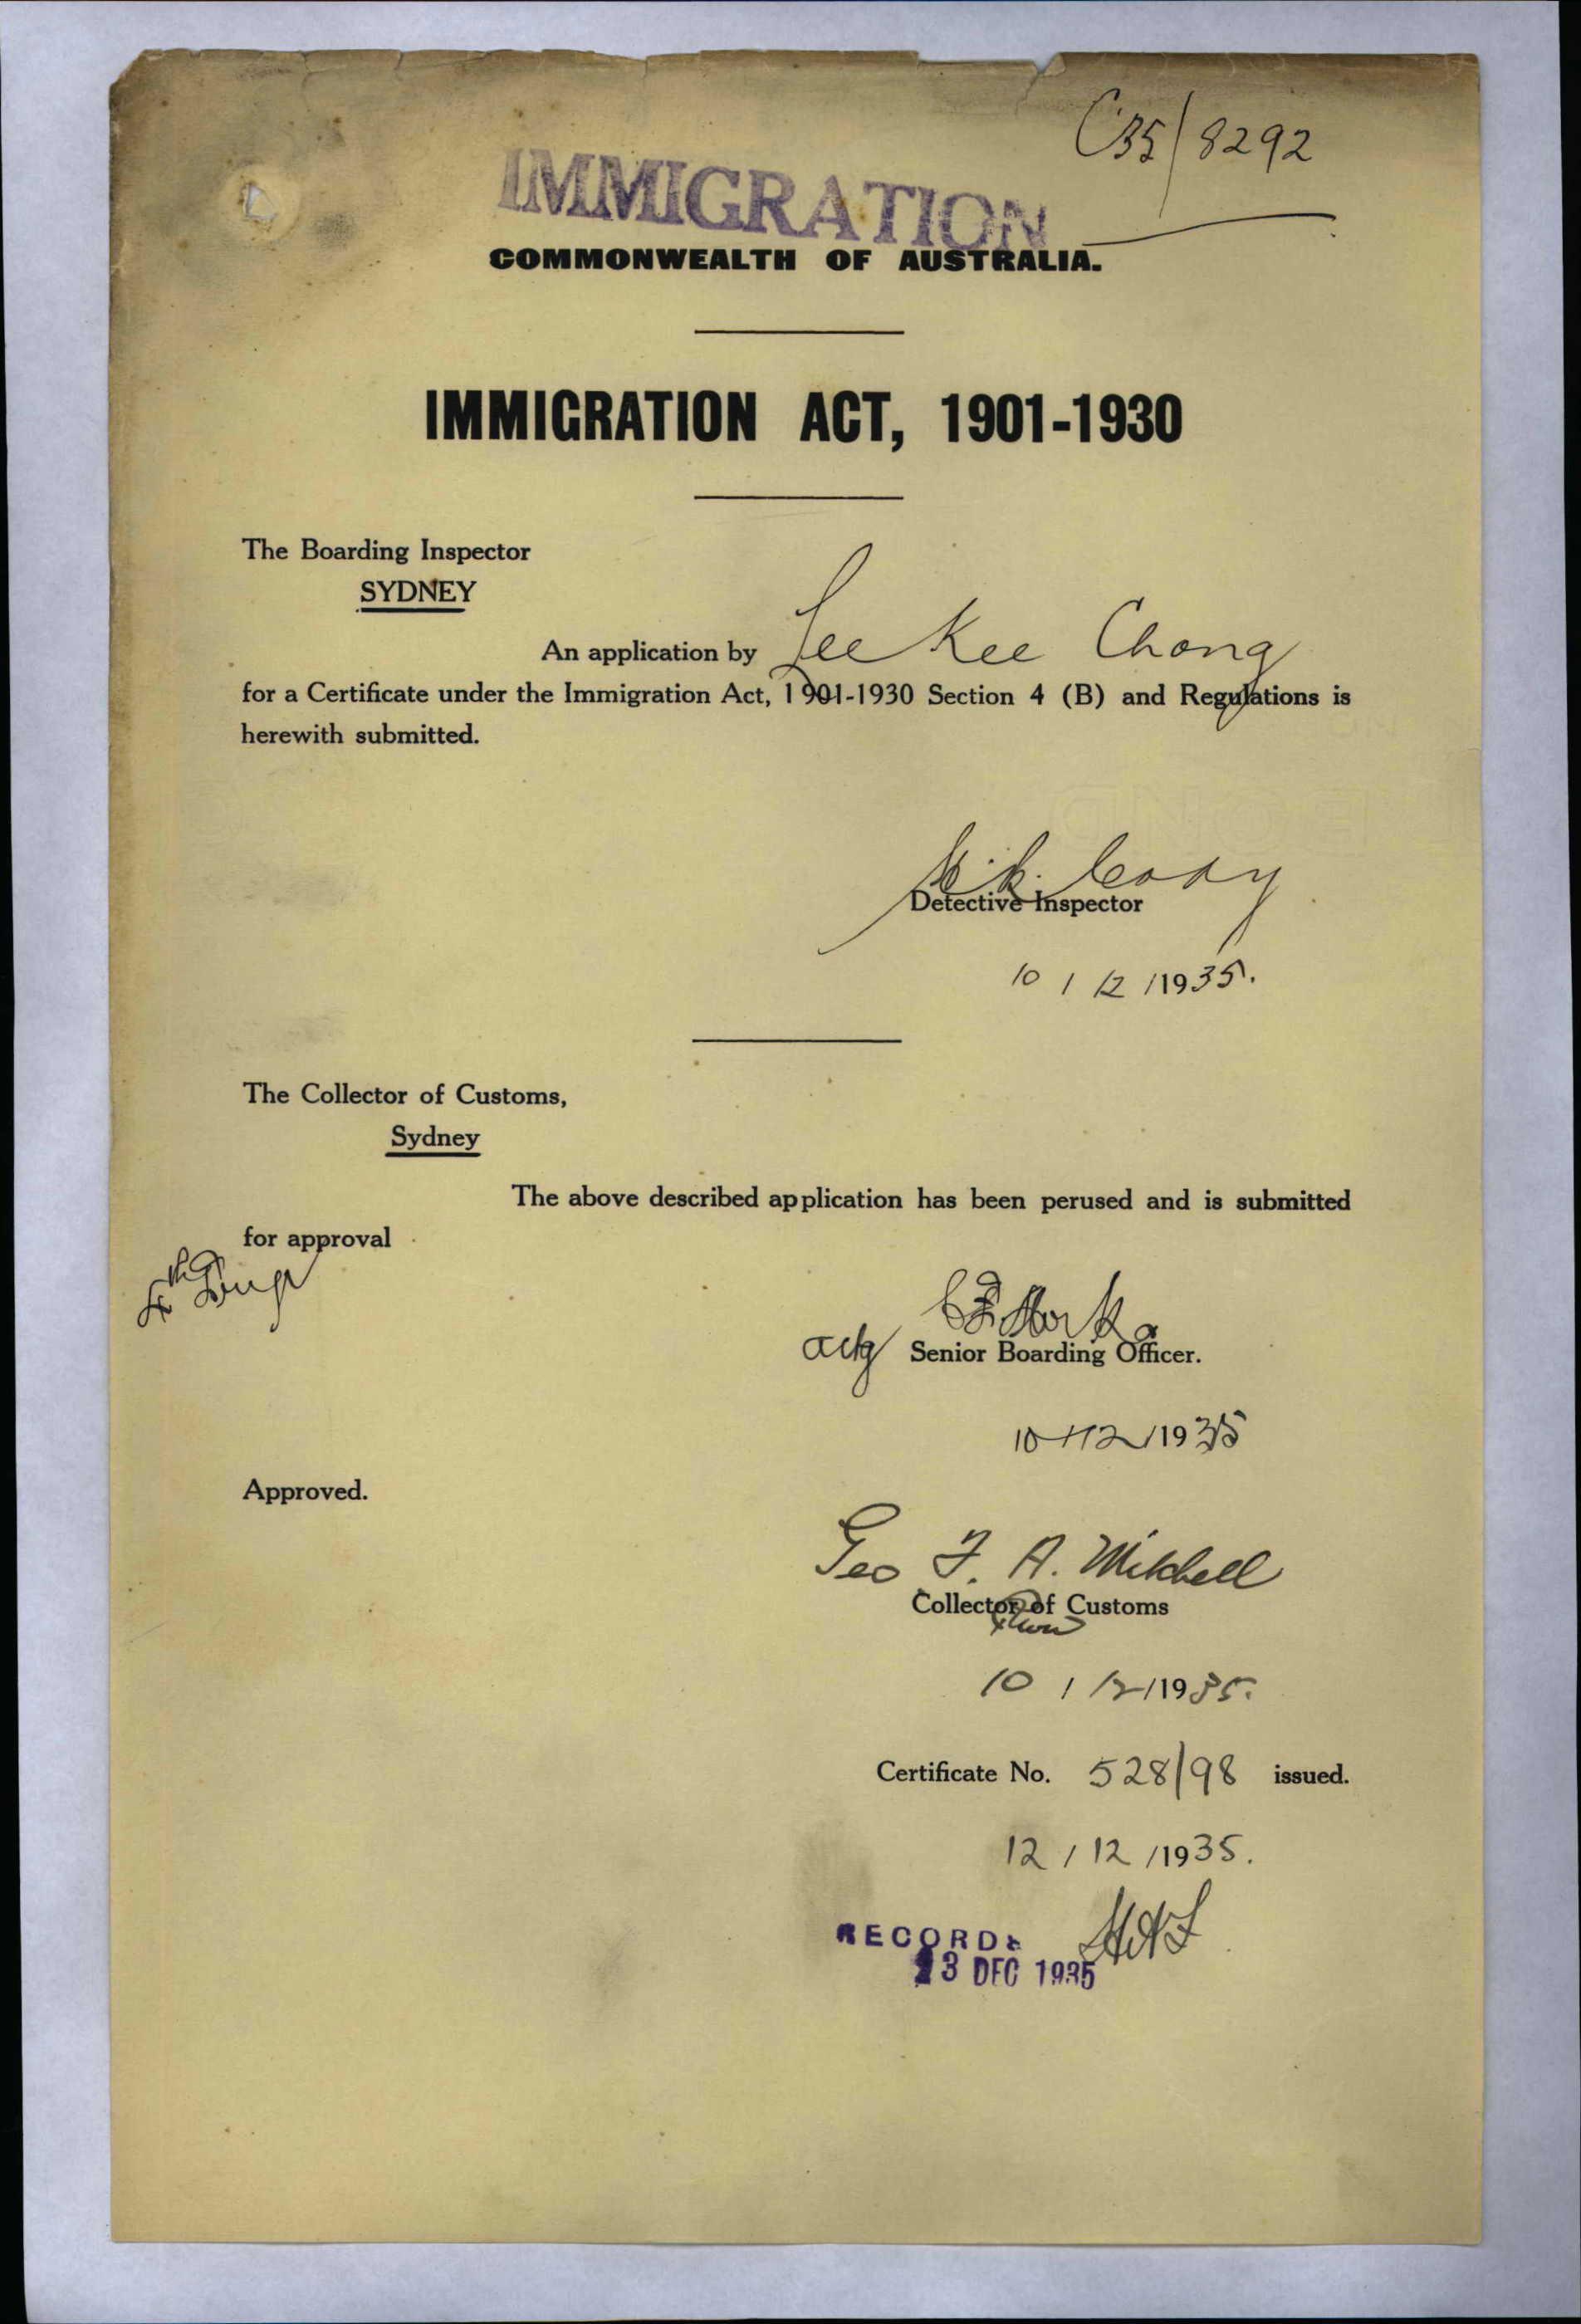 C35/8292
IMMIGRATION
COMMONWEALTH OF AUSTRALIA.
IMMIGRATION ACT, 1901-1930
The Boarding Inspector
SYDNEY
An application by Lee Kee Chong
for a Certificate under the Immigration Act, 1901-1930 Section 4 (B) and Regulations is
herewith submitted.
Cody
Detective Inspector
10 / 12 / 1935.
The Collector of Customs,
Sydney
The above described application has been perused and is submitted
for approval
4th
actg Senior Boarding Officer.
10/12/1935
Approved.
Geo F. A. Mitchell
Collector of Customs
10 / 12 / 1935.
Certificate No. 528/98 issued.
12 / 12 / 1935.
RECORDS
13 DEC 1935